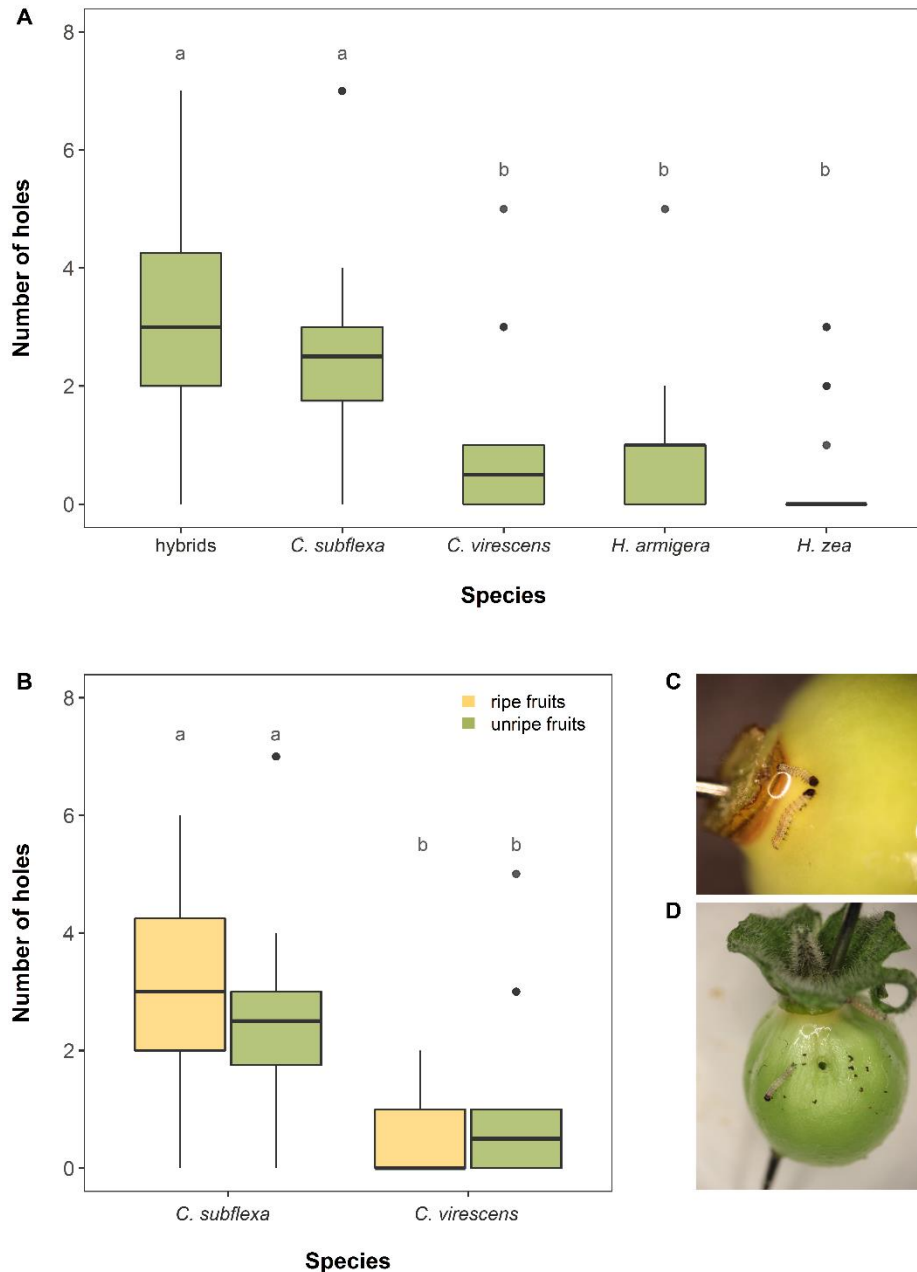 A
8
a
a
6
b
b
b
Number of holes
4
2
0
hybrids
C. subflexa
C. virescens
H. armigera
H. zea
Species
B
8
ripe fruits
unripe fruits
a
a
6
b
b
Number of holes
4
2
0
C. subflexa
C. virescens
Species
C
D